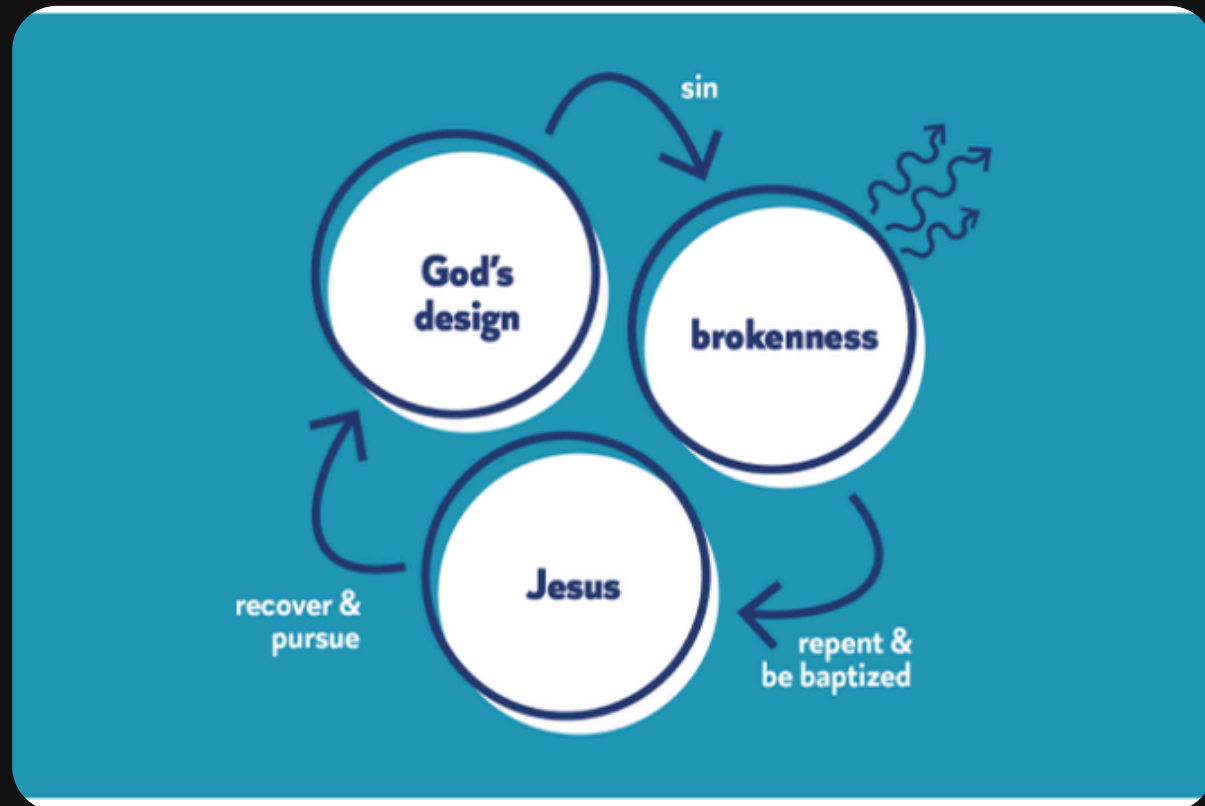 sin
God's
design
brokenness
Jesus
recover &
pursue
repent &
be baptized